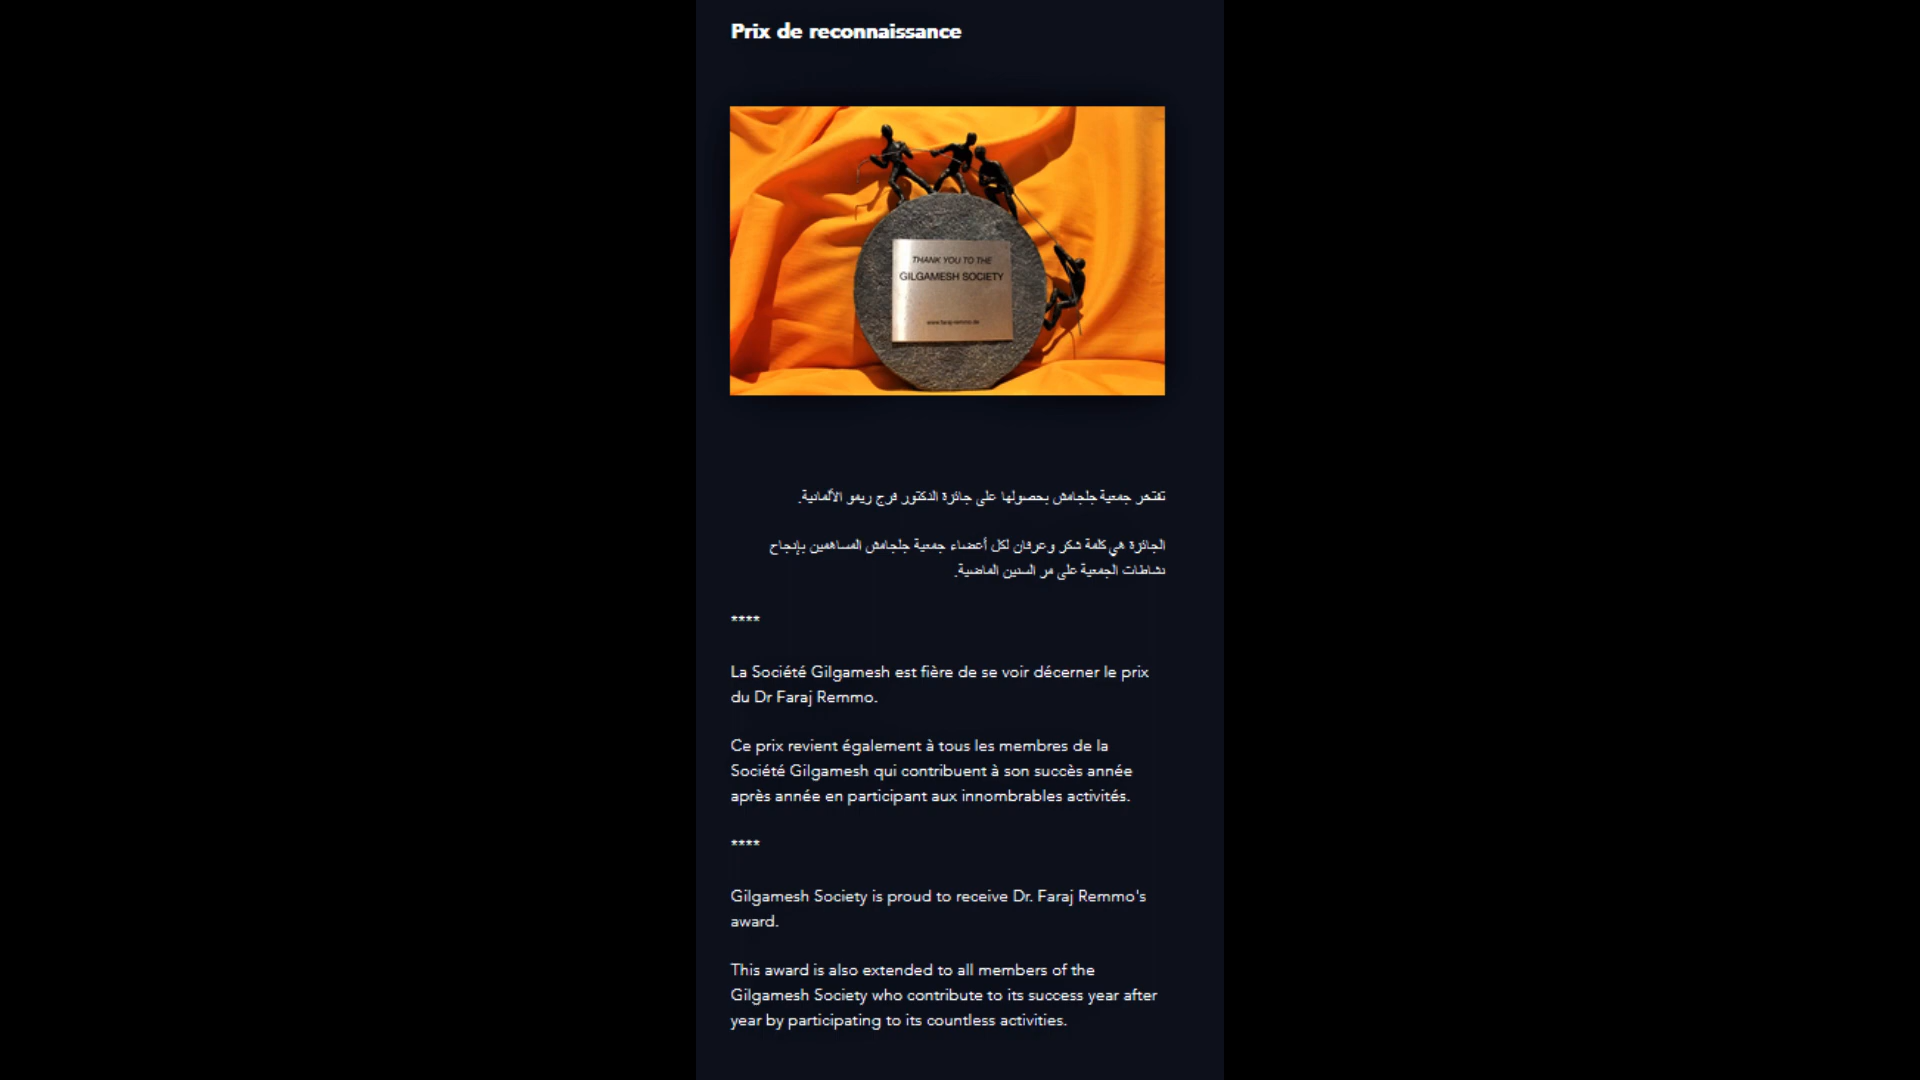 Prix de reconnaissance
THANK YOU TO THE
GILGAMESH SOCIETY
www.faraj-remmo.de
تفتخر جمعية جلجامش بحصولها على جائزة الدكتور فرج ريمو الألمانية.
الجائزة هي كلمة شكر وعرفان لكل أعضاء جمعية جلجامش المساهمين بإنجاح
نشاطات الجمعية على مر السنين الماضية.
****
La Société Gilgamesh est fière de se voir décerner le prix
du Dr Faraj Remmo.
Ce prix revient également à tous les membres de la
Société Gilgamesh qui contribuent à son succès année
après année en participant aux innombrables activités.
****
Gilgamesh Society is proud to receive Dr. Faraj Remmo's
award.
This award is also extended to all members of the
Gilgamesh Society who contribute to its success year after
year by participating to its countless activities.